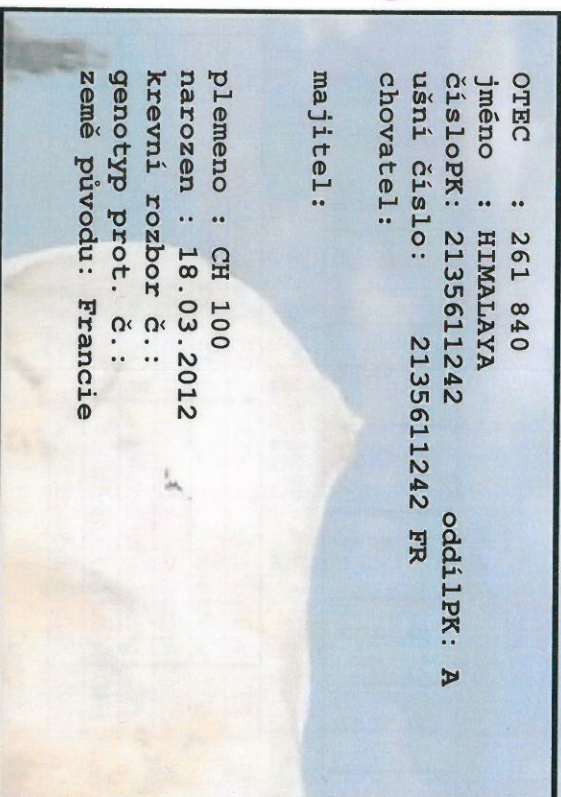 OTEC : 261 840
jméno : HIMALAYA
čísloPK: 2135611242 oddílPK: A
ušní číslo: 2135611242 FR
chovatel:
majitel:
plemeno : CH 100
narozen : 18.03.2012
krevní rozbor č.:
genotyp prot. č.:
země původu: Francie